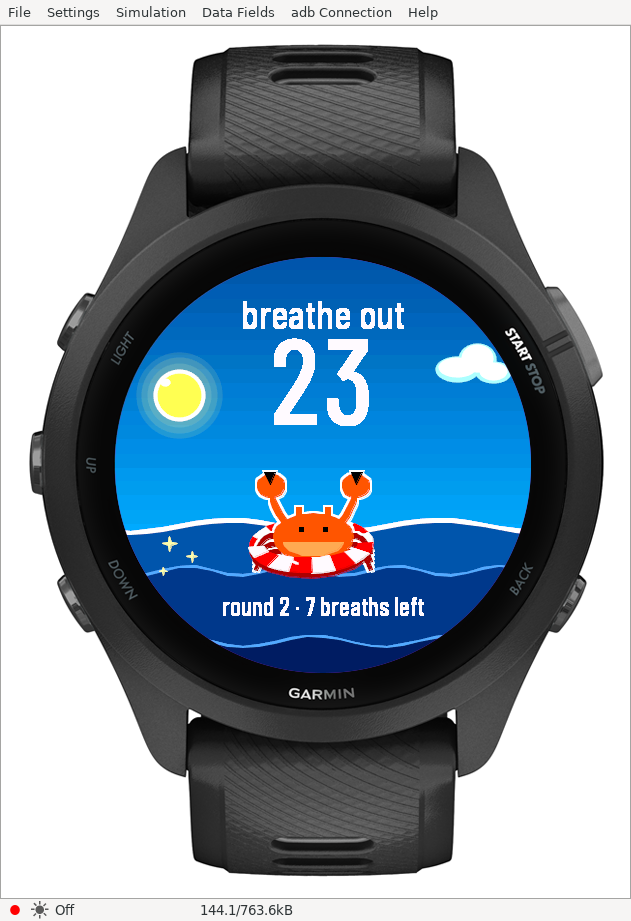 File Settings Simulation Data Fields adb Connection Help
breathe out
23
START STOP
LIGHT
UP
DOWN
BACK
round 2 · 7 breaths left
GARMIN
Off 144.1/763.6kB